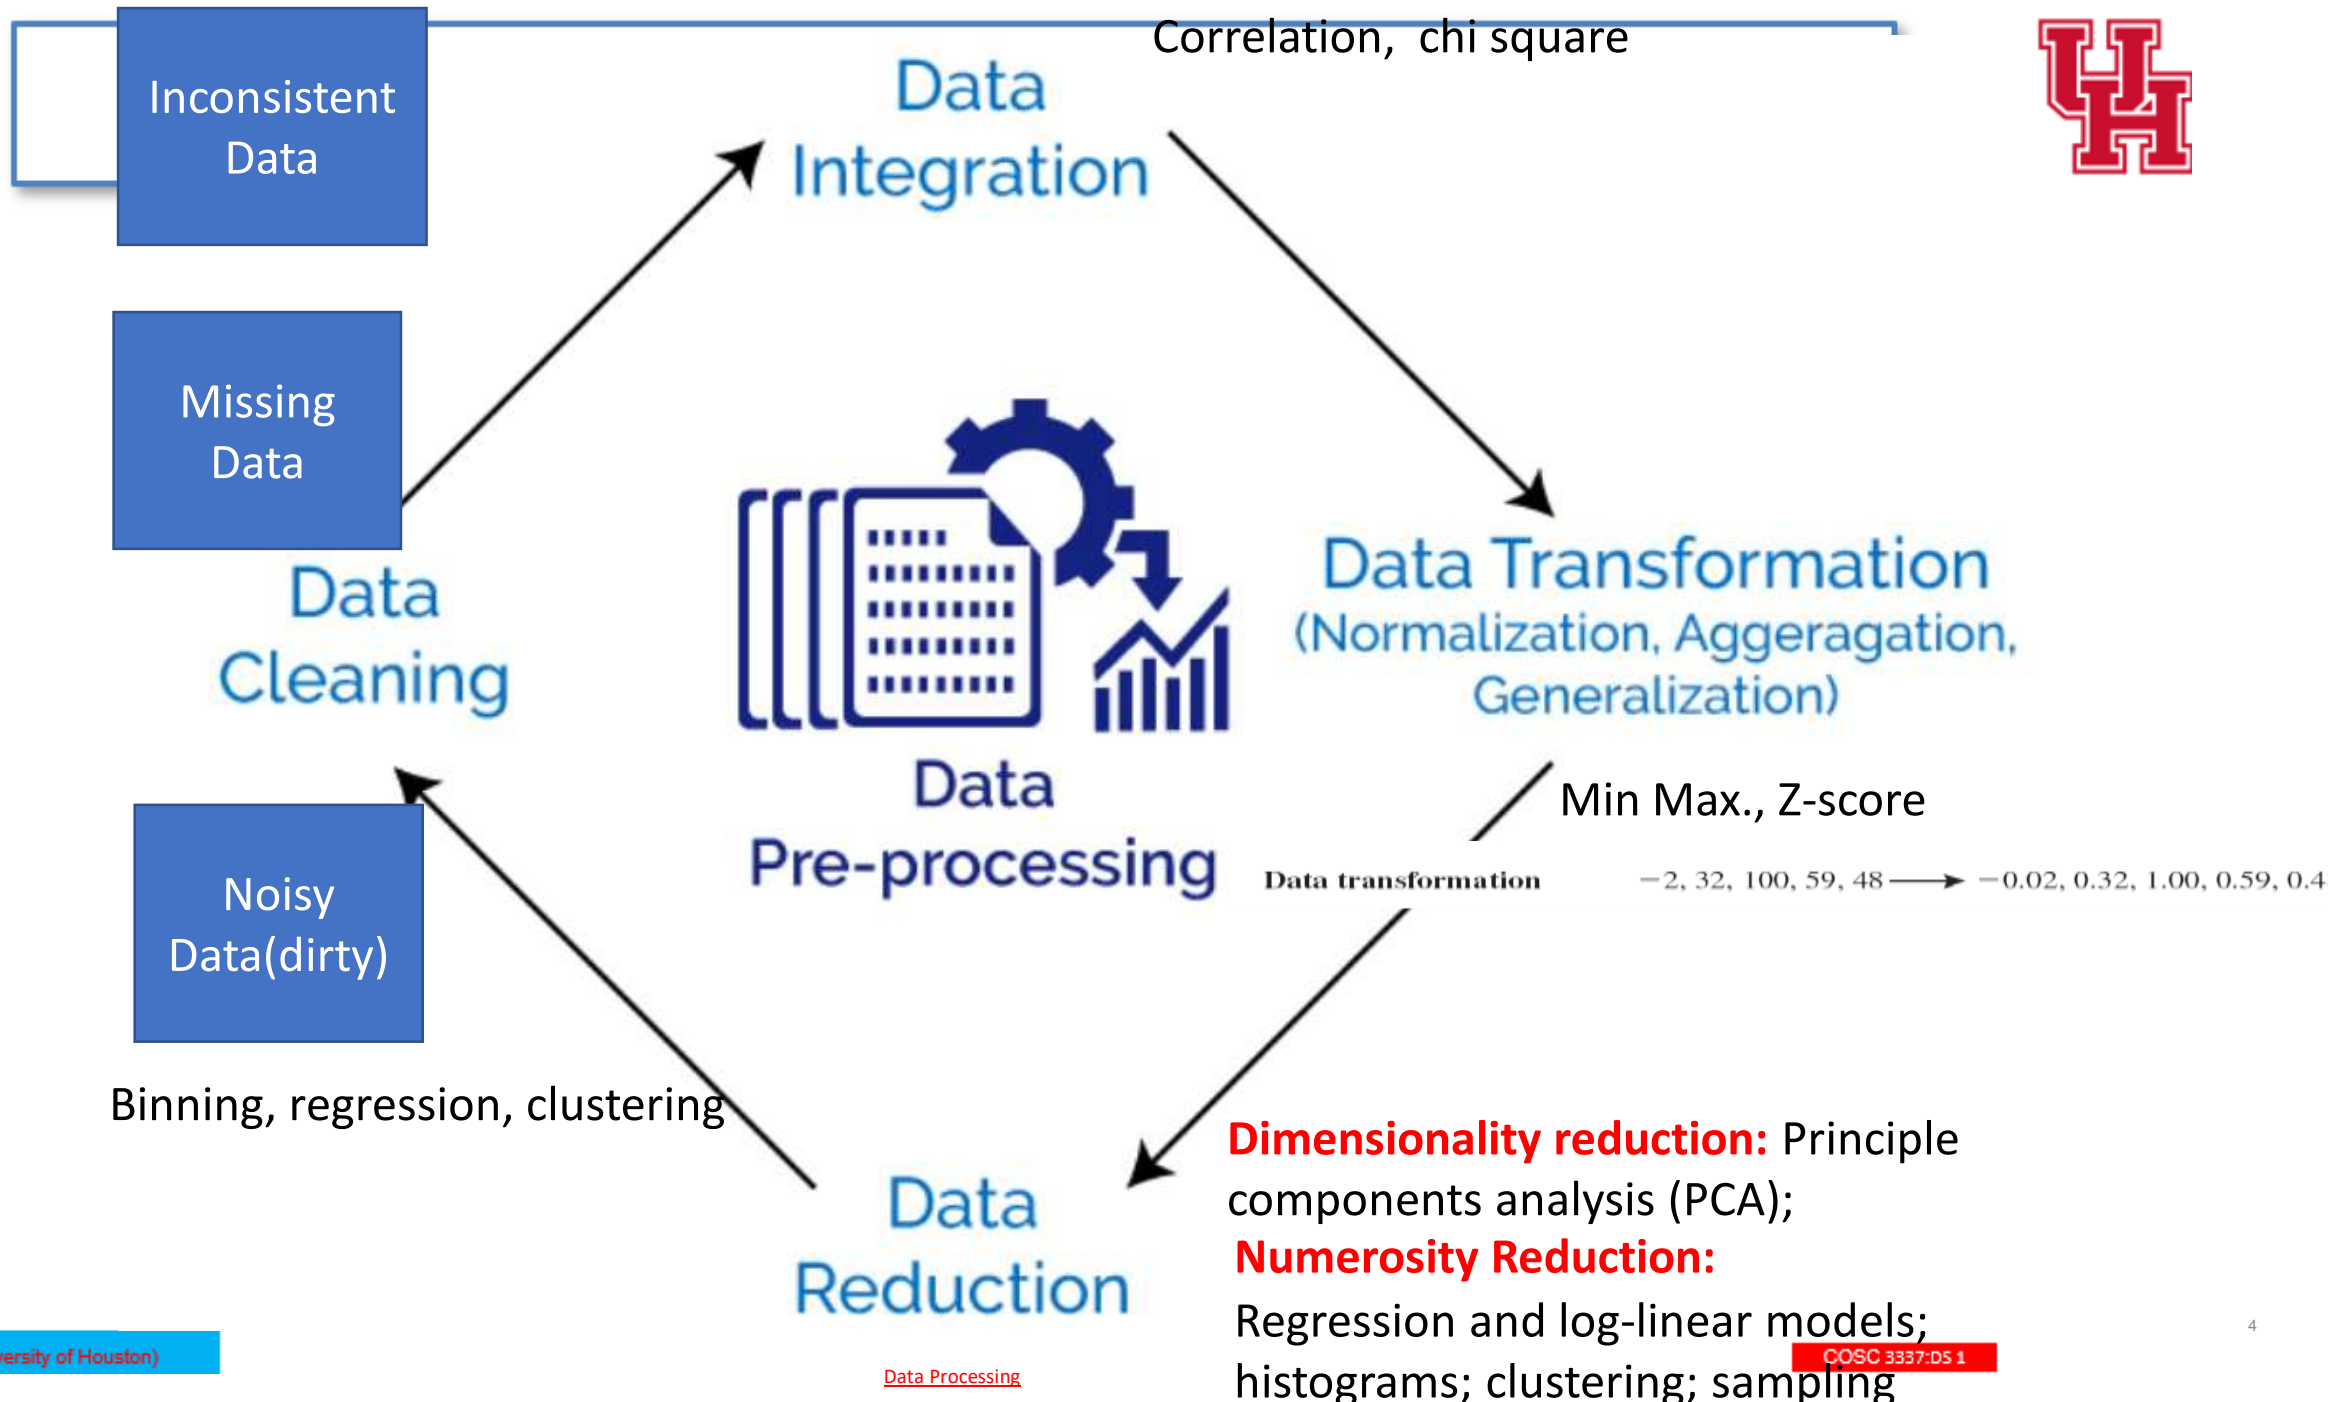 Correlation, chi square
Inconsistent
Data
Data
Integration
UH
Missing
Data
Data
Cleaning
Data Transformation
(Normalization, Aggeragation,
Generalization)
Data
Pre-processing
Min Max., Z-score
Data transformation −2, 32, 100, 59, 48 → −0.02, 0.32, 1.00, 0.59, 0.4
Noisy
Data(dirty)
Binning, regression, clustering
Data
Reduction
Dimensionality reduction: Principle
components analysis (PCA);
Numerosity Reduction:
Regression and log-linear models;
histograms; clustering; sampling
versity of Houston)
Data Processing
COSC 3337:DS 1
4